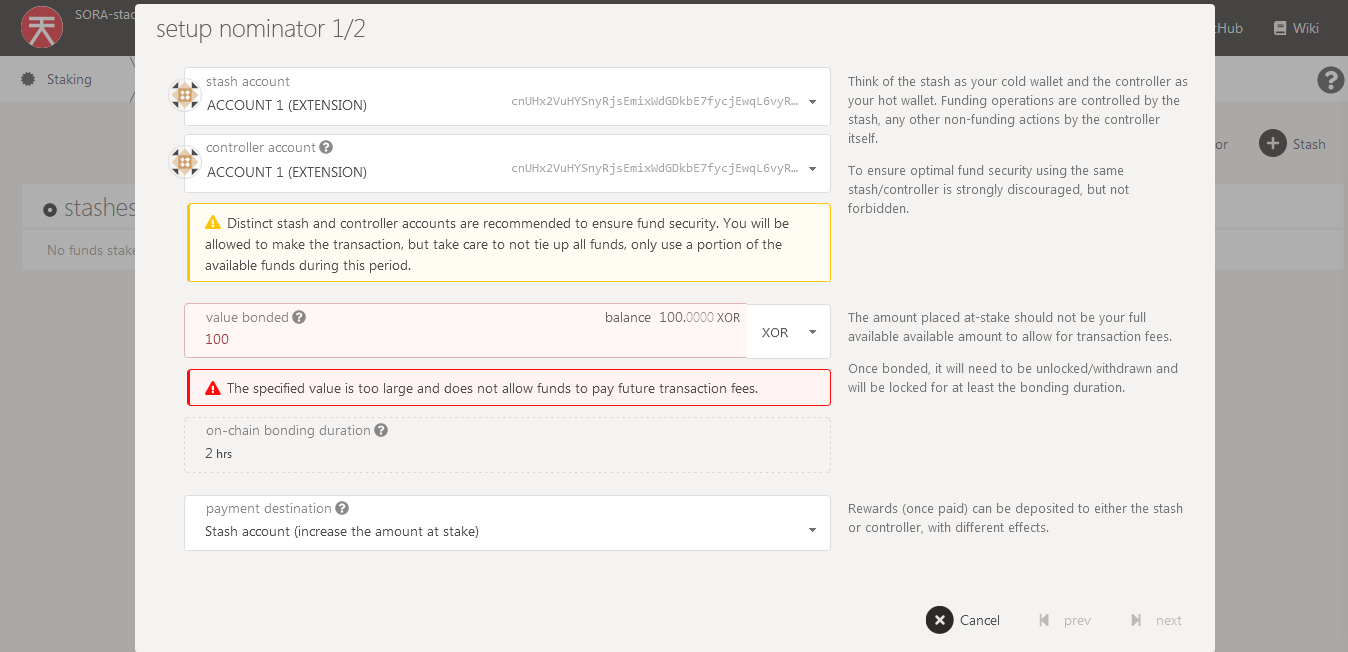 SORA-stac
Hub
Wiki
setup nominator 1/2
Staking
stash account
ACCOUNT 1 (EXTENSION)
cnUHx2VuHYSnyRjsEmixWdGDkbE7fycjEwqL6vyR…
controller account
ACCOUNT 1 (EXTENSION)
cnUHx2VuHYSnyRjsEmixWdGDkbE7fycjEwqL6vyR…
Distinct stash and controller accounts are recommended to ensure fund security. You will be
allowed to make the transaction, but take care to not tie up all funds, only use a portion of the
available funds during this period.
Think of the stash as your cold wallet and the controller as
your hot wallet. Funding operations are controlled by the
stash, any other non-funding actions by the controller
itself.
To ensure optimal fund security using the same
stash/controller is strongly discouraged, but not
forbidden.
or
Stash
stashes
No funds stake
value bonded
balance 100.0000 XOR
100
XOR
The specified value is too large and does not allow funds to pay future transaction fees.
on-chain bonding duration
2 hrs
The amount placed at-stake should not be your full
available available amount to allow for transaction fees.
Once bonded, it will need to be unlocked/withdrawn and
will be locked for at least the bonding duration.
payment destination
Stash account (increase the amount at stake)
Rewards (once paid) can be deposited to either the stash
or controller, with different effects.
Cancel
prev
next